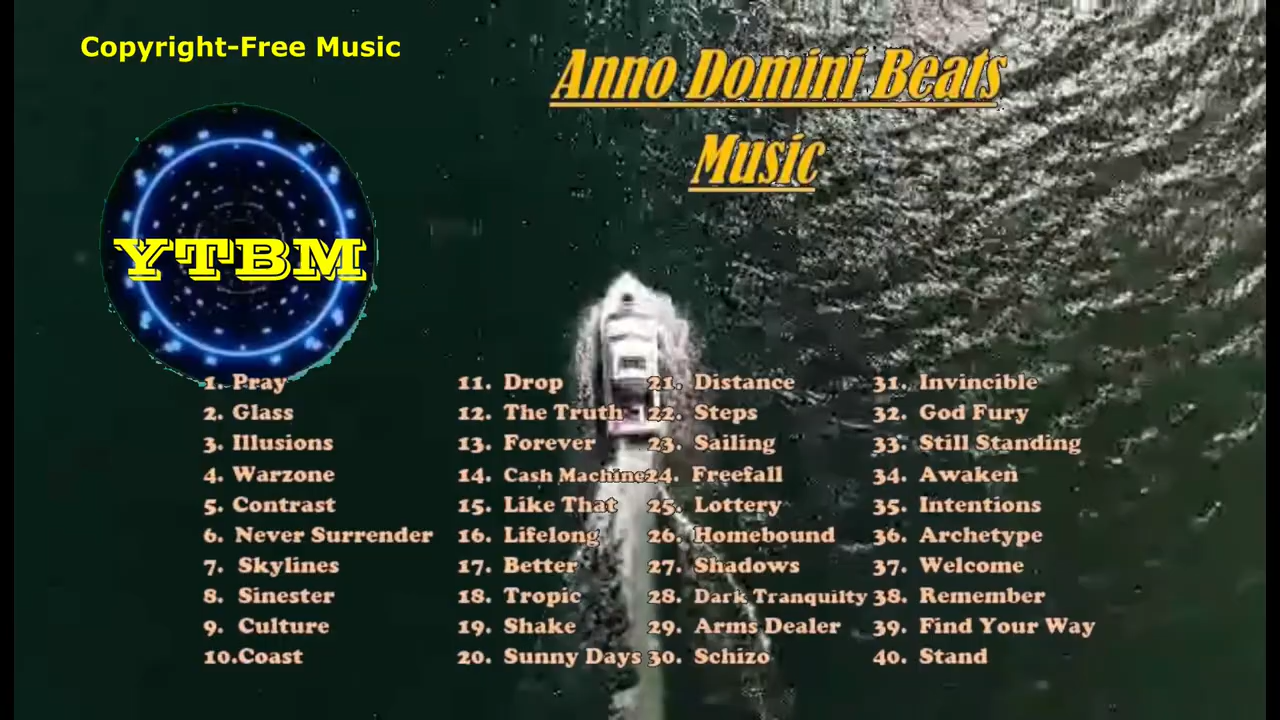 Copyright-Free Music
Anno Domini Beats
Music
YTBM
1. Pray
2. Glass
3. Illusions
4. Warzone
5. Contrast
6. Never Surrender
7. Skylines
8. Sinester
9. Culture
10.Coast
11. Drop
12. The Truth
13. Forever
14. Cash Machine
15. Like That
16. Lifelong
17. Better
18. Tropic
19. Shake
20. Sunny Days
21. Distance
22. Steps
23. Sailing
24. Freefall
25. Lottery
26. Homebound
27. Shadows
28. Dark Tranquilty
29. Arms Dealer
30. Schizo
31. Invincible
32. God Fury
33. Still Standing
34. Awaken
35. Intentions
36. Archetype
37. Welcome
38. Remember
39. Find Your Way
40. Stand